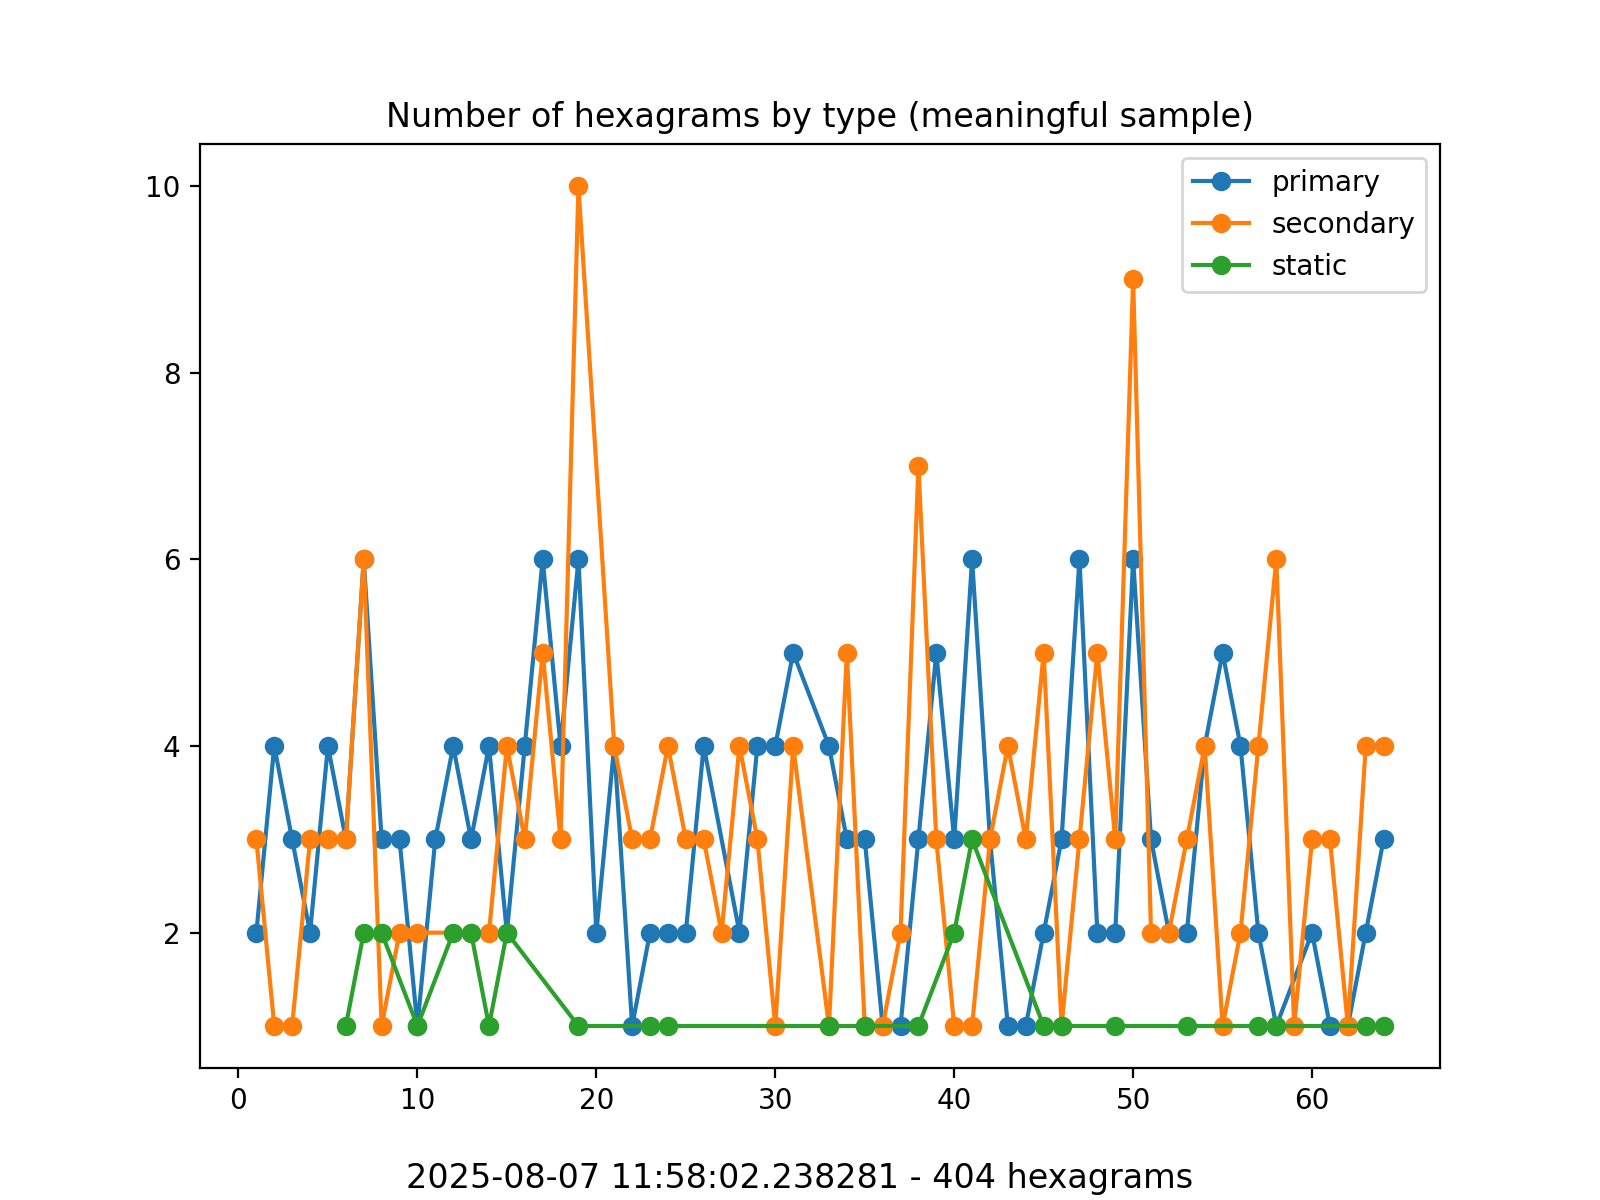 Number of hexagrams by type (meaningful sample)
primary
secondary
static
10
8
6
4
2
0 10 20 30 40 50 60
2025-08-07 11:58:02.238281 - 404 hexagrams